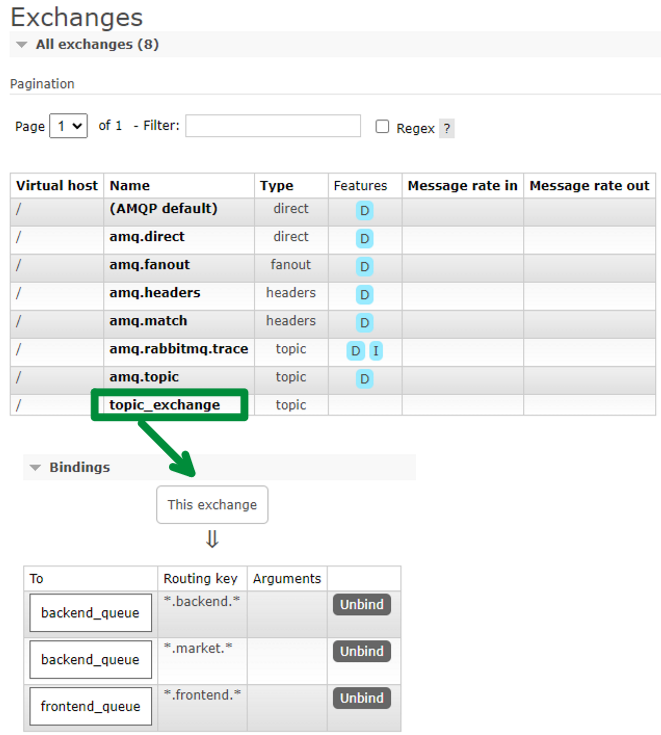 Exchanges
All exchanges (8)
Pagination
Page 1 of 1 - Filter: Regex ?
Virtual host Name Type Features Message rate in Message rate out
/ (AMQP default) direct D
/ amq.direct direct D
/ amq.fanout fanout D
/ amq.headers headers D
/ amq.match headers D
/ amq.rabbitmq.trace topic D I
/ amq.topic topic D
/ topic_exchange topic
Bindings
This exchange
⇓
To Routing key Arguments
backend_queue *.backend.* Unbind
backend_queue *.market.* Unbind
frontend_queue *.frontend.* Unbind